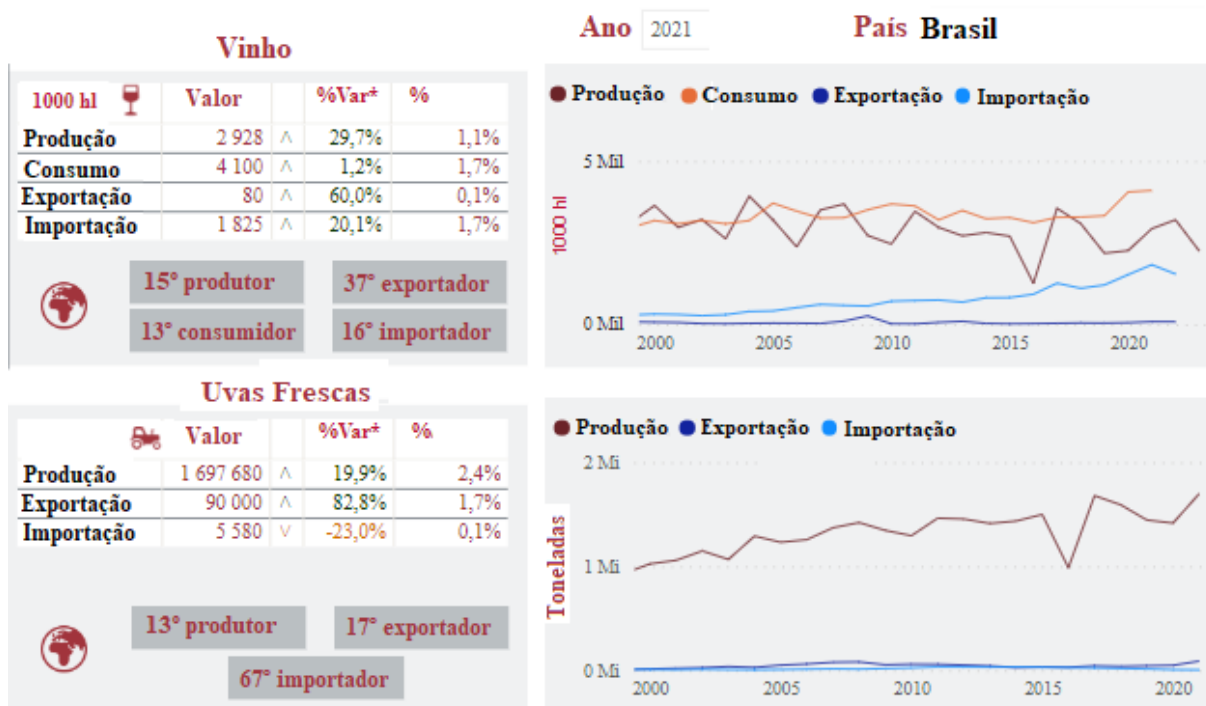 Ano 2021 País Brasil
Vinho
1000 hl Valor %Var* %
Produção 2 928 ^ 29,7% 1,1%
Consumo 4 100 ^ 1,2% 1,7%
Exportação 80 ^ 60,0% 0,1%
Importação 1 825 ^ 20,1% 1,7%
15º produtor 37º exportador
13º consumidor 16º importador
Produção Consumo Exportação Importação
5 Mil
1000 hl
0 Mil
2000 2005 2010 2015 2020
Uvas Frescas
Valor %Var* %
Produção 1 697 680 ^ 19,9% 2,4%
Exportação 90 000 ^ 82,8% 1,7%
Importação 5 580 v -23,0% 0,1%
13º produtor 17º exportador
67º importador
Produção Exportação Importação
2 Mi
Toneladas
1 Mi
0 Mi
2000 2005 2010 2015 2020